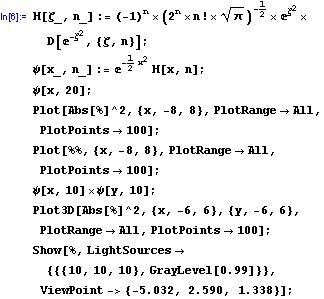 In[6]:= H[ζ_, n_] := (-1)^n × (2^n × n! × √π)^(-1/2) × ⅇ^(ζ^2) ×
D[ⅇ^(-ζ^2), {ζ, n}];
ψ[x_, n_] := ⅇ^(-1/2 x^2) H[x, n];
ψ[x, 20];
Plot[Abs[%]^2, {x, -8, 8}, PlotRange → All,
PlotPoints → 100];
Plot[%%, {x, -8, 8}, PlotRange → All,
PlotPoints → 100];
ψ[x, 10] × ψ[y, 10];
Plot3D[Abs[%]^2, {x, -6, 6}, {y, -6, 6},
PlotRange → All, PlotPoints → 100];
Show[%, LightSources →
{{{10, 10, 10}, GrayLevel[0.99]}},
ViewPoint -> {-5.032, 2.590, 1.338}];